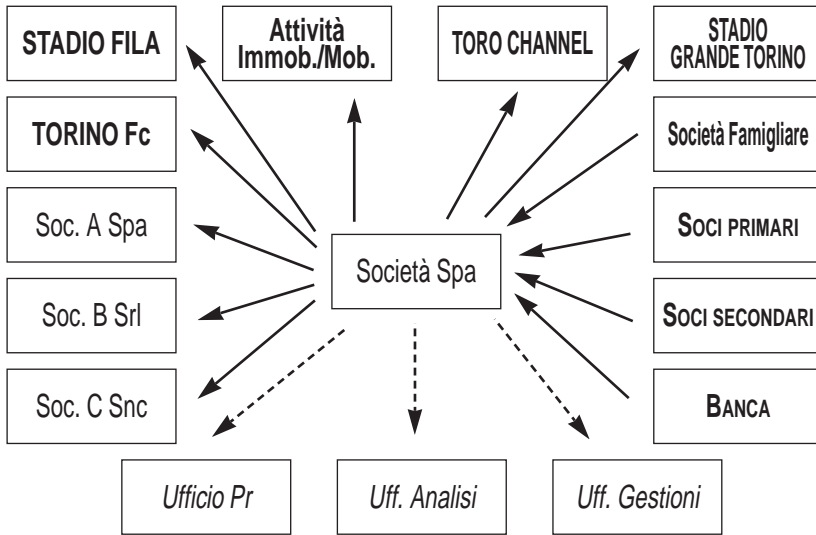 STADIO FILA
Attività
Immob./Mob.
TORO CHANNEL
STADIO
GRANDE TORINO
TORINO Fc
Società Famigliare
Soc. A Spa
SOCI PRIMARI
Società Spa
Soc. B Srl
SOCI SECONDARI
Soc. C Snc
BANCA
Ufficio Pr
Uff. Analisi
Uff. Gestioni